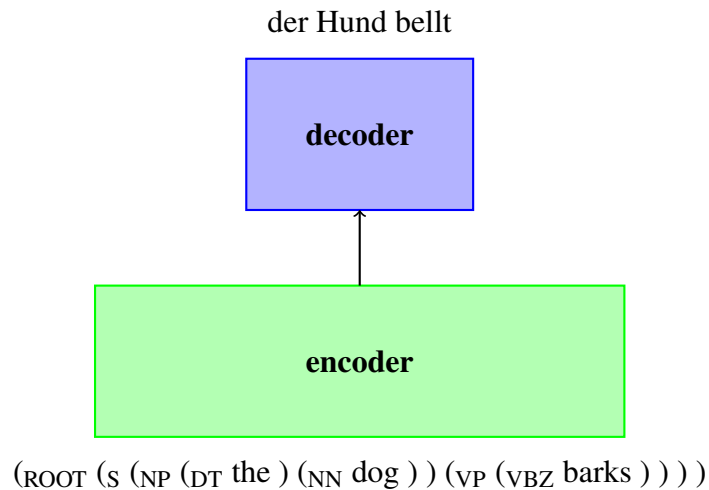 der Hund bellt
decoder
encoder
(ROOT (S (NP (DT the ) (NN dog ) ) (VP (VBZ barks ) ) ) )